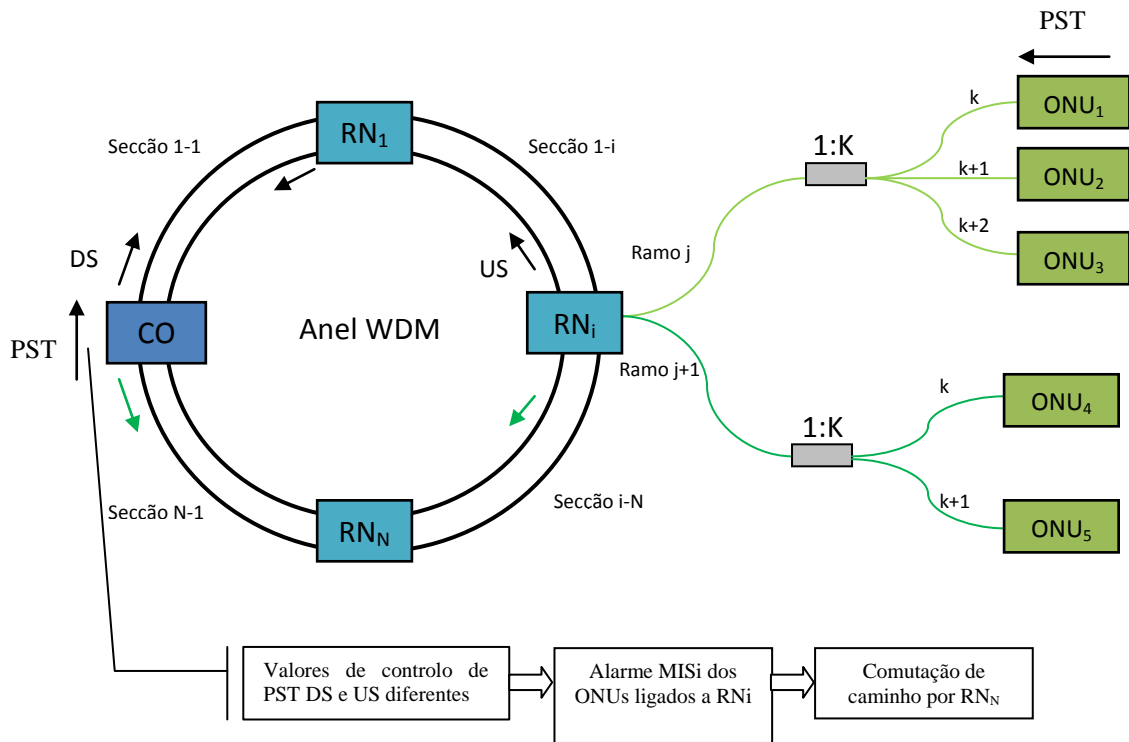 PST
k
ONU1
RN1
Secção 1-1
Secção 1-i
1:K
k+1
ONU2
k+2
ONU3
DS
US
Ramo j
PST
CO
Anel WDM
RNi
Ramo j+1
k
ONU4
1:K
Secção N-1
Secção i-N
k+1
ONU5
RNN
Valores de controlo de
PST DS e US diferentes
Alarme MISi dos
ONUs ligados a RNi
Comutação de
caminho por RNN